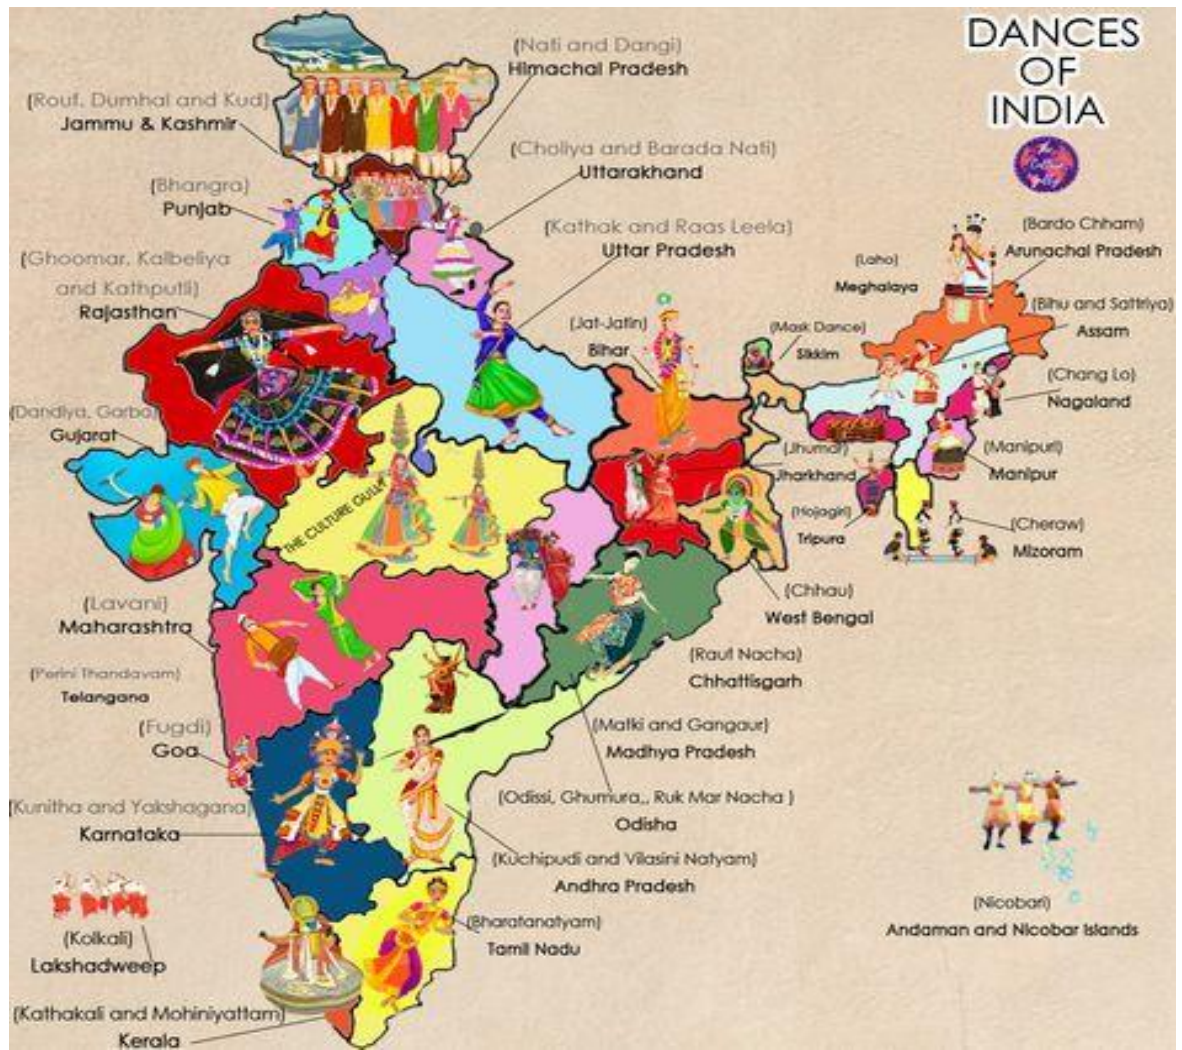 DANCES
OF
INDIA
The
Culture
Gully
(Nati and Dangi)
Himachal Pradesh
(Rouf, Dumhal and Kud)
Jammu & Kashmir
(Choliya and Barada Nati)
Uttarakhand
(Bhangra)
Punjab
(Kathak and Raas Leela)
Uttar Pradesh
(Bardo Chham)
Arunachal Pradesh
(Ghoomar, Kalbeliya
and Kathputli)
Rajasthan
(Laho)
Meghalaya
(Bihu and Sattriya)
Assam
(Jat-Jatin)
Bihar
(Mask Dance)
Sikkim
(Chang Lo)
Nagaland
(Dandiya, Garba)
Gujarat
(Jhumar)
Jharkhand
(Manipuri)
Manipur
THE CULTURE GULLY
(Hojagiri)
Tripura
(Cheraw)
Mizoram
(Chhau)
West Bengal
(Lavani)
Maharashtra
(Raut Nacha)
Chhattisgarh
(Perini Thandavam)
Telangana
(Matki and Gangaur)
Madhya Pradesh
(Fugdi)
Goa
(Odissi, Ghumura,, Ruk Mar Nacha )
Odisha
(Kunitha and Yakshagana)
Karnataka
(Kuchipudi and Vilasini Natyam)
Andhra Pradesh
(Nicobari)
Andaman and Nicobar Islands
(Bharatanatyam)
Tamil Nadu
(Kolkali)
Lakshadweep
(Kathakali and Mohiniyattam)
Kerala